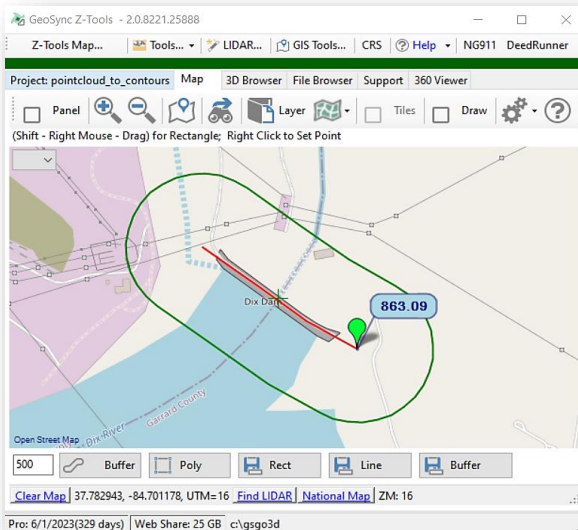 GeoSync Z-Tools - 2.0.8221.25888
Z-Tools Map... Tools... LIDAR... GIS Tools... CRS Help NG911 DeedRunner
Project: pointcloud_to_contours Map 3D Browser File Browser Support 360 Viewer
Panel Layer Tiles Draw
(Shift - Right Mouse - Drag) for Rectangle; Right Click to Set Point
Dix Dam
863.09
Garrard County
Dix River
Open Street Map
500 Buffer Poly Rect Line Buffer
Clear Map 37.782943, -84.701178, UTM=16 Find LIDAR National Map ZM: 16
Pro: 6/1/2023(329 days) Web Share: 25 GB c:\gsgo3d